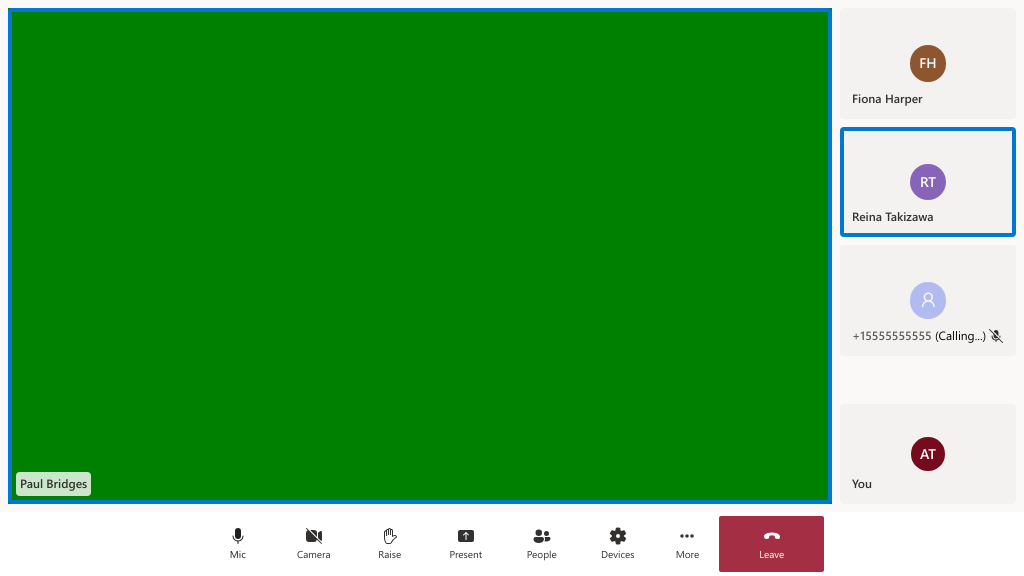 FH
Fiona Harper
RT
Reina Takizawa
+15555555555 (Calling...)
Paul Bridges
AT
You
Mic
Camera
Raise
Present
People
Devices
More
Leave